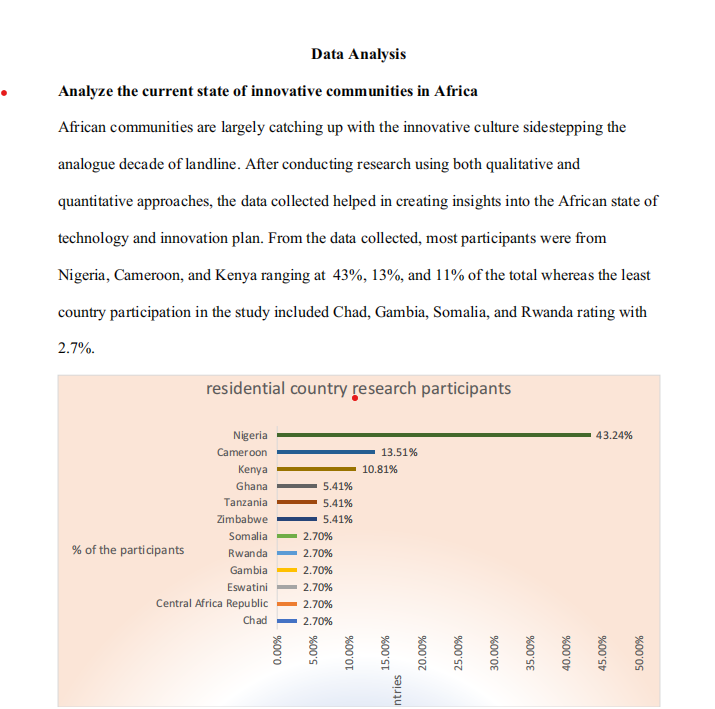 Data Analysis
Analyze the current state of innovative communities in Africa
African communities are largely catching up with the innovative culture sidestepping the
analogue decade of landline. After conducting research using both qualitative and
quantitative approaches, the data collected helped in creating insights into the African state of
technology and innovation plan. From the data collected, most participants were from
Nigeria, Cameroon, and Kenya ranging at  43%, 13%, and 11% of the total whereas the least
country participation in the study included Chad, Gambia, Somalia, and Rwanda rating with
2.7%.
residential country research participants
Nigeria 43.24%
Cameroon 13.51%
Kenya 10.81%
Ghana 5.41%
Tanzania 5.41%
Zimbabwe 5.41%
Somalia 2.70%
% of the participants
Rwanda 2.70%
Gambia 2.70%
Eswatini 2.70%
Central Africa Republic 2.70%
Chad 2.70%
0.00% 5.00% 10.00% 15.00% 20.00% 25.00% 30.00% 35.00% 40.00% 45.00% 50.00%